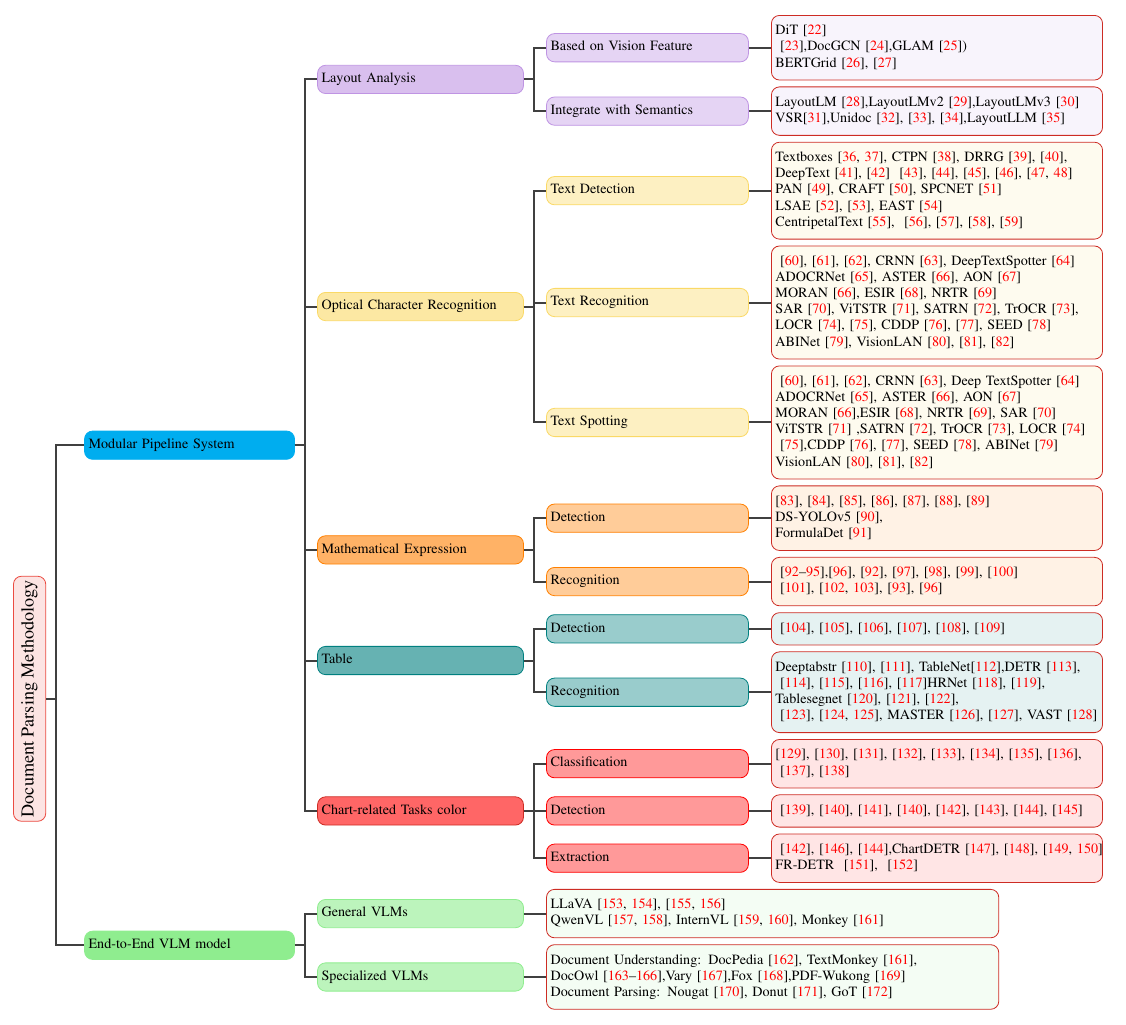 Document Parsing Methodology
Modular Pipeline System
Layout Analysis
Based on Vision Feature
DiT [22]
[23],DocGCN [24],GLAM [25])
BERTGrid [26], [27]
Integrate with Semantics
LayoutLM [28],LayoutLMv2 [29],LayoutLMv3 [30]
VSR[31],Unidoc [32], [33], [34],LayoutLLM [35]
Optical Character Recognition
Text Detection
Textboxes [36, 37], CTPN [38], DRRG [39], [40],
DeepText [41], [42] [43], [44], [45], [46], [47, 48]
PAN [49], CRAFT [50], SPCNET [51]
LSAE [52], [53], EAST [54]
CentripetalText [55], [56], [57], [58], [59]
Text Recognition
[60], [61], [62], CRNN [63], DeepTextSpotter [64]
ADOCRNet [65], ASTER [66], AON [67]
MORAN [66], ESIR [68], NRTR [69]
SAR [70], ViTSTR [71], SATRN [72], TrOCR [73],
LOCR [74], [75], CDDP [76], [77], SEED [78]
ABINet [79], VisionLAN [80], [81], [82]
Text Spotting
[60], [61], [62], CRNN [63], Deep TextSpotter [64]
ADOCRNet [65], ASTER [66], AON [67]
MORAN [66],ESIR [68], NRTR [69], SAR [70]
ViTSTR [71] ,SATRN [72], TrOCR [73], LOCR [74]
[75],CDDP [76], [77], SEED [78], ABINet [79]
VisionLAN [80], [81], [82]
Mathematical Expression
Detection
[83], [84], [85], [86], [87], [88], [89]
DS-YOLOv5 [90],
FormulaDet [91]
Recognition
[92–95],[96], [92], [97], [98], [99], [100]
[101], [102, 103], [93], [96]
Table
Detection
[104], [105], [106], [107], [108], [109]
Recognition
Deeptabstr [110], [111], TableNet[112],DETR [113],
[114], [115], [116], [117]HRNet [118], [119],
Tablesegnet [120], [121], [122],
[123], [124, 125], MASTER [126], [127], VAST [128]
Chart-related Tasks color
Classification
[129], [130], [131], [132], [133], [134], [135], [136],
[137], [138]
Detection
[139], [140], [141], [140], [142], [143], [144], [145]
Extraction
[142], [146], [144],ChartDETR [147], [148], [149, 150]
FR-DETR [151], [152]
End-to-End VLM model
General VLMs
LLaVA [153, 154], [155, 156]
QwenVL [157, 158], InternVL [159, 160], Monkey [161]
Specialized VLMs
Document Understanding: DocPedia [162], TextMonkey [161],
DocOwl [163–166],Vary [167],Fox [168],PDF-Wukong [169]
Document Parsing: Nougat [170], Donut [171], GoT [172]